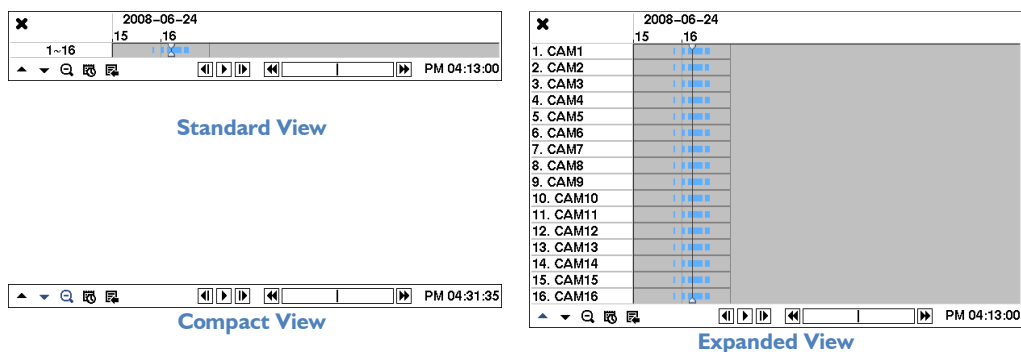 2008-06-24
,15 ,16
1~16
PM 04:13:00
Standard View
PM 04:31:35
Compact View
2008-06-24
,15 ,16
1. CAM1
2. CAM2
3. CAM3
4. CAM4
5. CAM5
6. CAM6
7. CAM7
8. CAM8
9. CAM9
10. CAM10
11. CAM11
12. CAM12
13. CAM13
14. CAM14
15. CAM15
16. CAM16
PM 04:13:00
Expanded View